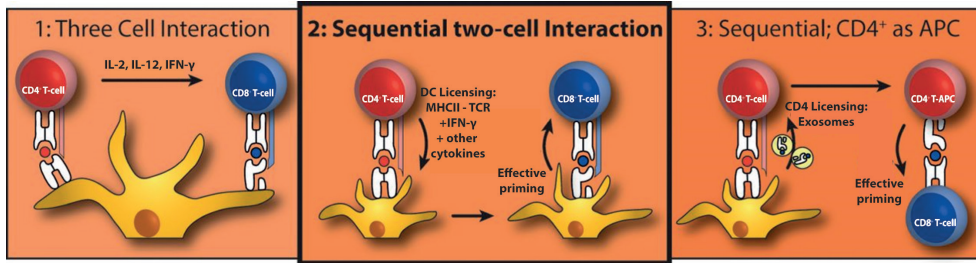 1: Three Cell Interaction
IL-2, IL-12, IFN-γ
CD4⁺ T-cell
CD8⁺ T-cell
2: Sequential two-cell Interaction
CD4⁺ T-cell
DC Licensing:
MHCII - TCR
+IFN-γ
+ other
cytokines
CD8⁺ T-cell
Effective
priming
3: Sequential; CD4⁺ as APC
CD4⁺ T-cell
CD4 Licensing:
Exosomes
CD4⁺ T-APC
Effective
priming
CD8⁺ T-cell